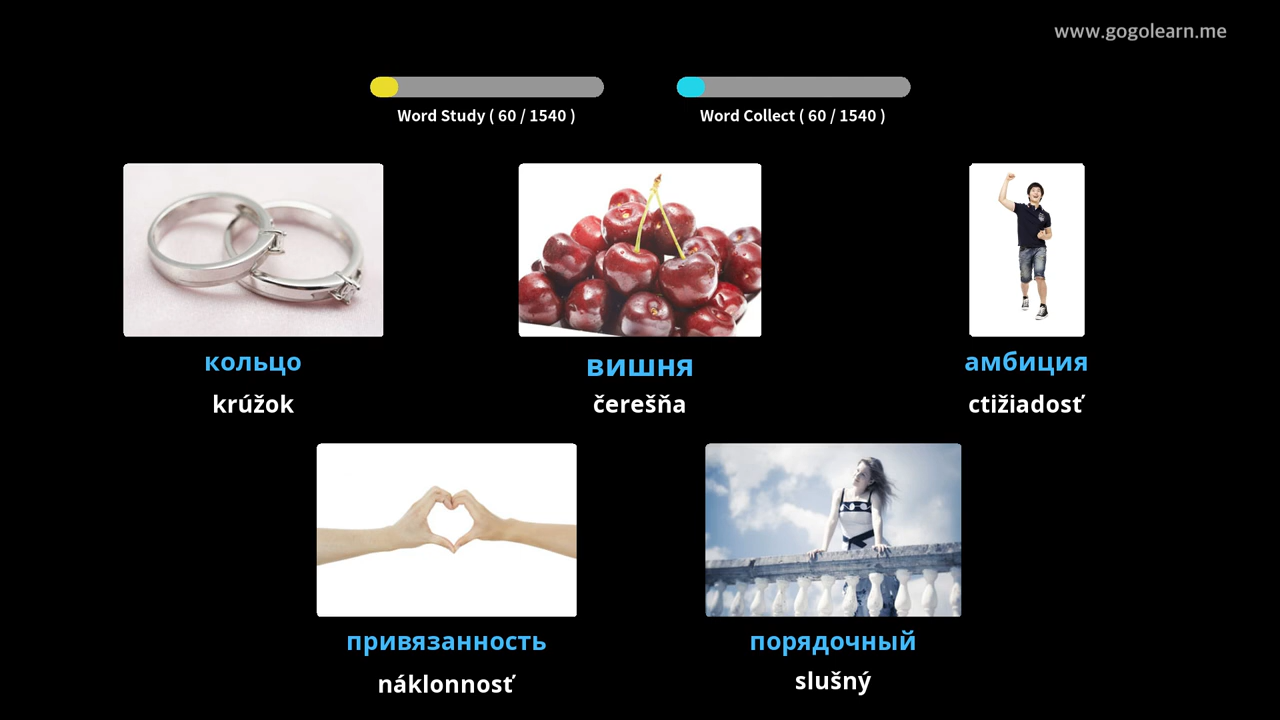 www.gogolearn.me
Word Study ( 60 / 1540 )
Word Collect ( 60 / 1540 )
кольцо
krúžok
вишня
čerešňa
амбиция
ctižiadosť
привязанность
náklonnosť
порядочный
slušný